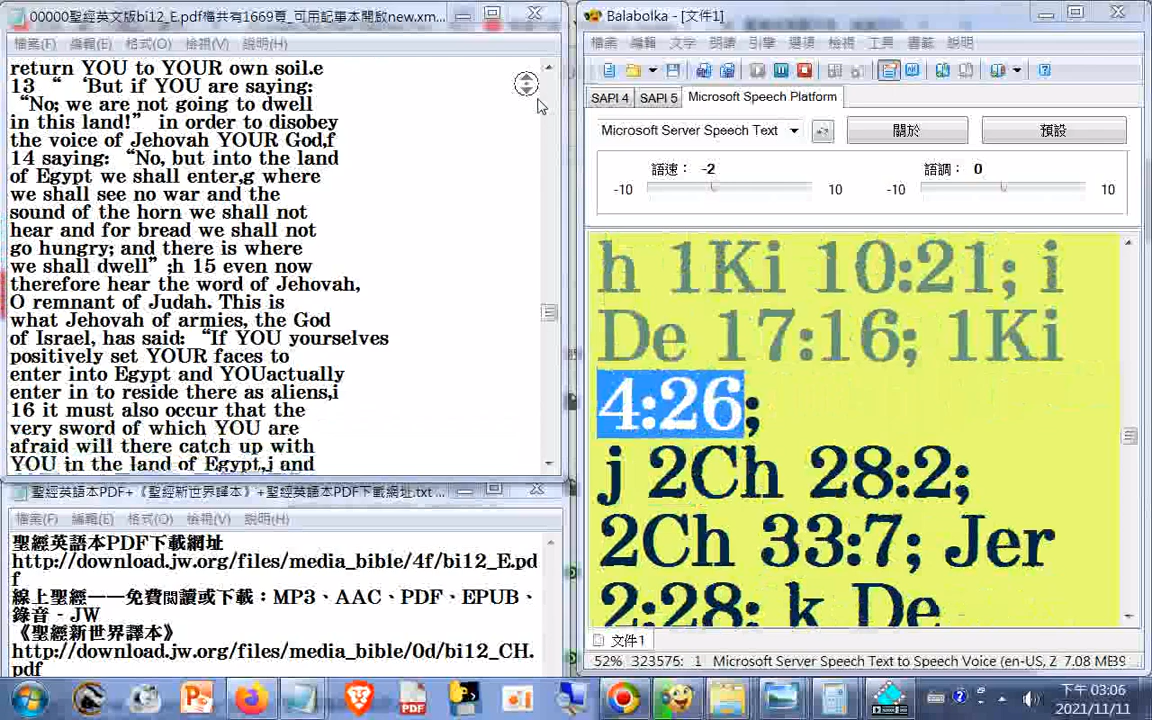 00000聖經英文版bi12_E.pdf檔共有1669頁_可用記事本開啟new.xm...
檔案(F) 編輯(E) 格式(O) 檢視(V) 說明(H)
return YOU to YOUR own soil.e
13 “ ‘But if YOU are saying:
“No; we are not going to dwell
in this land!” in order to disobey
the voice of Jehovah YOUR God,f
14 saying: “No, but into the land
of Egypt we shall enter,g where
we shall see no war and the
sound of the horn we shall not
hear and for bread we shall not
go hungry; and there is where
we shall dwell” ;h 15 even now
therefore hear the word of Jehovah,
O remnant of Judah. This is
what Jehovah of armies, the God
of Israel, has said: “If YOU yourselves
positively set YOUR faces to
enter into Egypt and YOUactually
enter in to reside there as aliens,i
16 it must also occur that the
very sword of which YOU are
afraid will there catch up with
YOU in the land of Egypt,j and
聖經英語本PDF+《聖經新世界譯本》+聖經英語本PDF下載網址.txt ...
檔案(F) 編輯(E) 格式(O) 檢視(V) 說明(H)
聖經英語本PDF下載網址
http://download.jw.org/files/media_bible/4f/bi12_E.pd
f
線上聖經──免費閱讀或下載：MP3、AAC、PDF、EPUB、
錄音 - JW
《聖經新世界譯本》
http://download.jw.org/files/media_bible/0d/bi12_CH.
pdf
Balabolka - [文件1]
檔案 編輯 文字 朗讀 引擎 選項 檢視 工具 書籤 說明
SAPI 4 SAPI 5 Microsoft Speech Platform
Microsoft Server Speech Text 關於 預設
語速： -2 語調： 0
-10 10 -10 10
h 1Ki 10:21; i
De 17:16; 1Ki
4:26;
j 2Ch 28:2;
2Ch 33:7; Jer
2:28; k De
文件1
52% 323575: 1 Microsoft Server Speech Text to Speech Voice (en-US, Z 7.08 MB
下午 03:06
2021/11/11